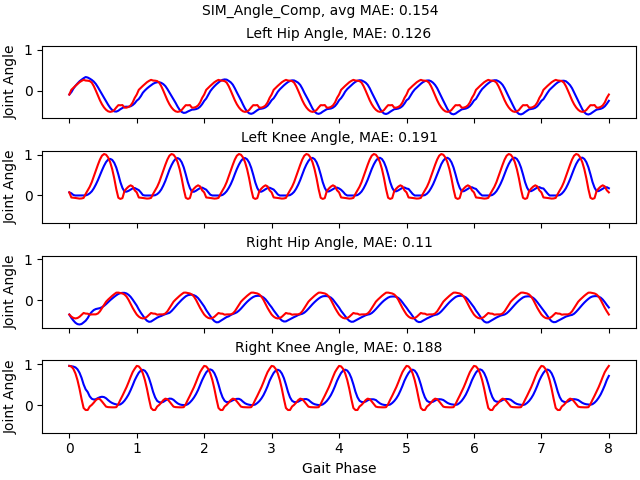 SIM_Angle_Comp, avg MAE: 0.154
Left Hip Angle, MAE: 0.126
Joint Angle
1
0
Left Knee Angle, MAE: 0.191
Joint Angle
1
0
Right Hip Angle, MAE: 0.11
Joint Angle
1
0
Right Knee Angle, MAE: 0.188
Joint Angle
1
0
0 1 2 3 4 5 6 7 8
Gait Phase